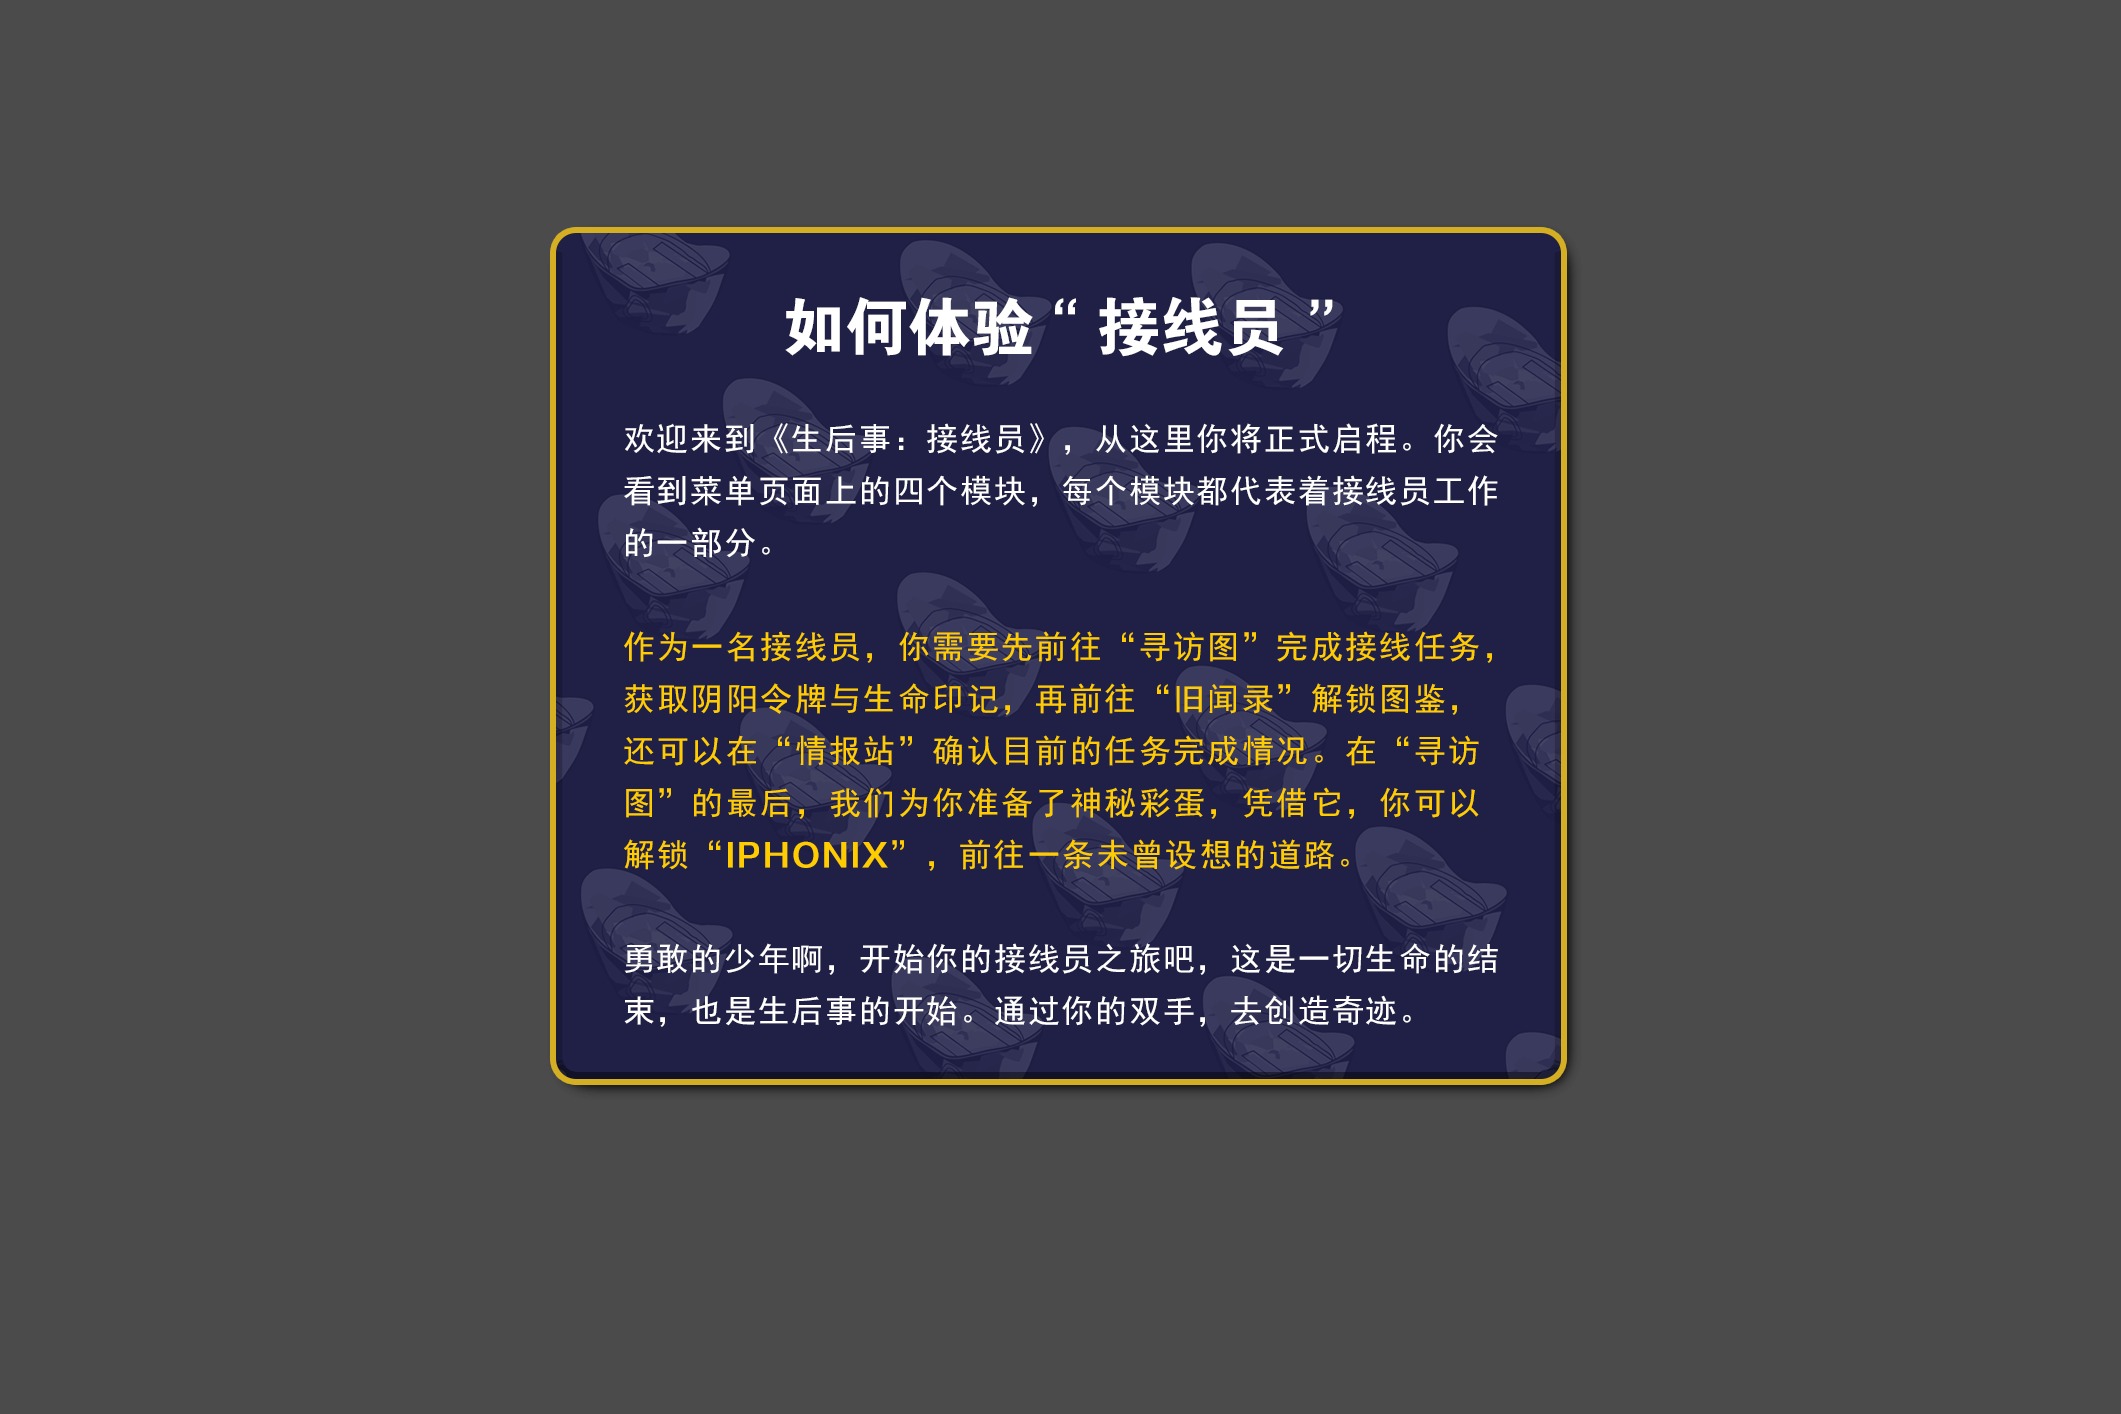 如何体验“接线员”
欢迎来到《生后事：接线员》，从这里你将正式启程。你会
看到菜单页面上的四个模块，每个模块都代表着接线员工作
的一部分。
作为一名接线员，你需要先前往“寻访图”完成接线任务，
获取阴阳令牌与生命印记，再前往“旧闻录”解锁图鉴，
还可以在“情报站”确认目前的任务完成情况。在“寻访
图”的最后，我们为你准备了神秘彩蛋，凭借它，你可以
解锁“IPHONIX”，前往一条未曾设想的道路。
勇敢的少年啊，开始你的接线员之旅吧，这是一切生命的结
束，也是生后事的开始。通过你的双手，去创造奇迹。